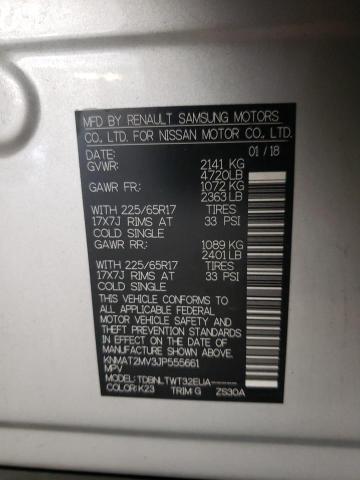 MFD BY RENAULT SAMSUNG MOTORS
CO., LTD. FOR NISSAN MOTOR CO., LTD.
DATE: 01 / 18
GVWR: 2141 KG
4720LB
GAWR FR: 1072 KG
2363 LB
WITH 225/65R17 TIRES
17X7J RIMS AT 33 PSI
COLD SINGLE
GAWR RR: 1089 KG
2401 LB
WITH 225/65R17 TIRES
17X7J RIMS AT 33 PSI
COLD SINGLE
THIS VEHICLE CONFORMS TO
ALL APPLICABLE FEDERAL
MOTOR VEHICLE SAFETY, BUMPER,
AND THEFT PREVENTION STANDARDS
IN EFFECT ON THE DATE OF
MANUFACTURE SHOWN ABOVE.
KNMAT2MV3JP555661
MPV
MODEL: TDBNLTWT32EUA-----
COLOR:K23 TRIM:G ZS30A